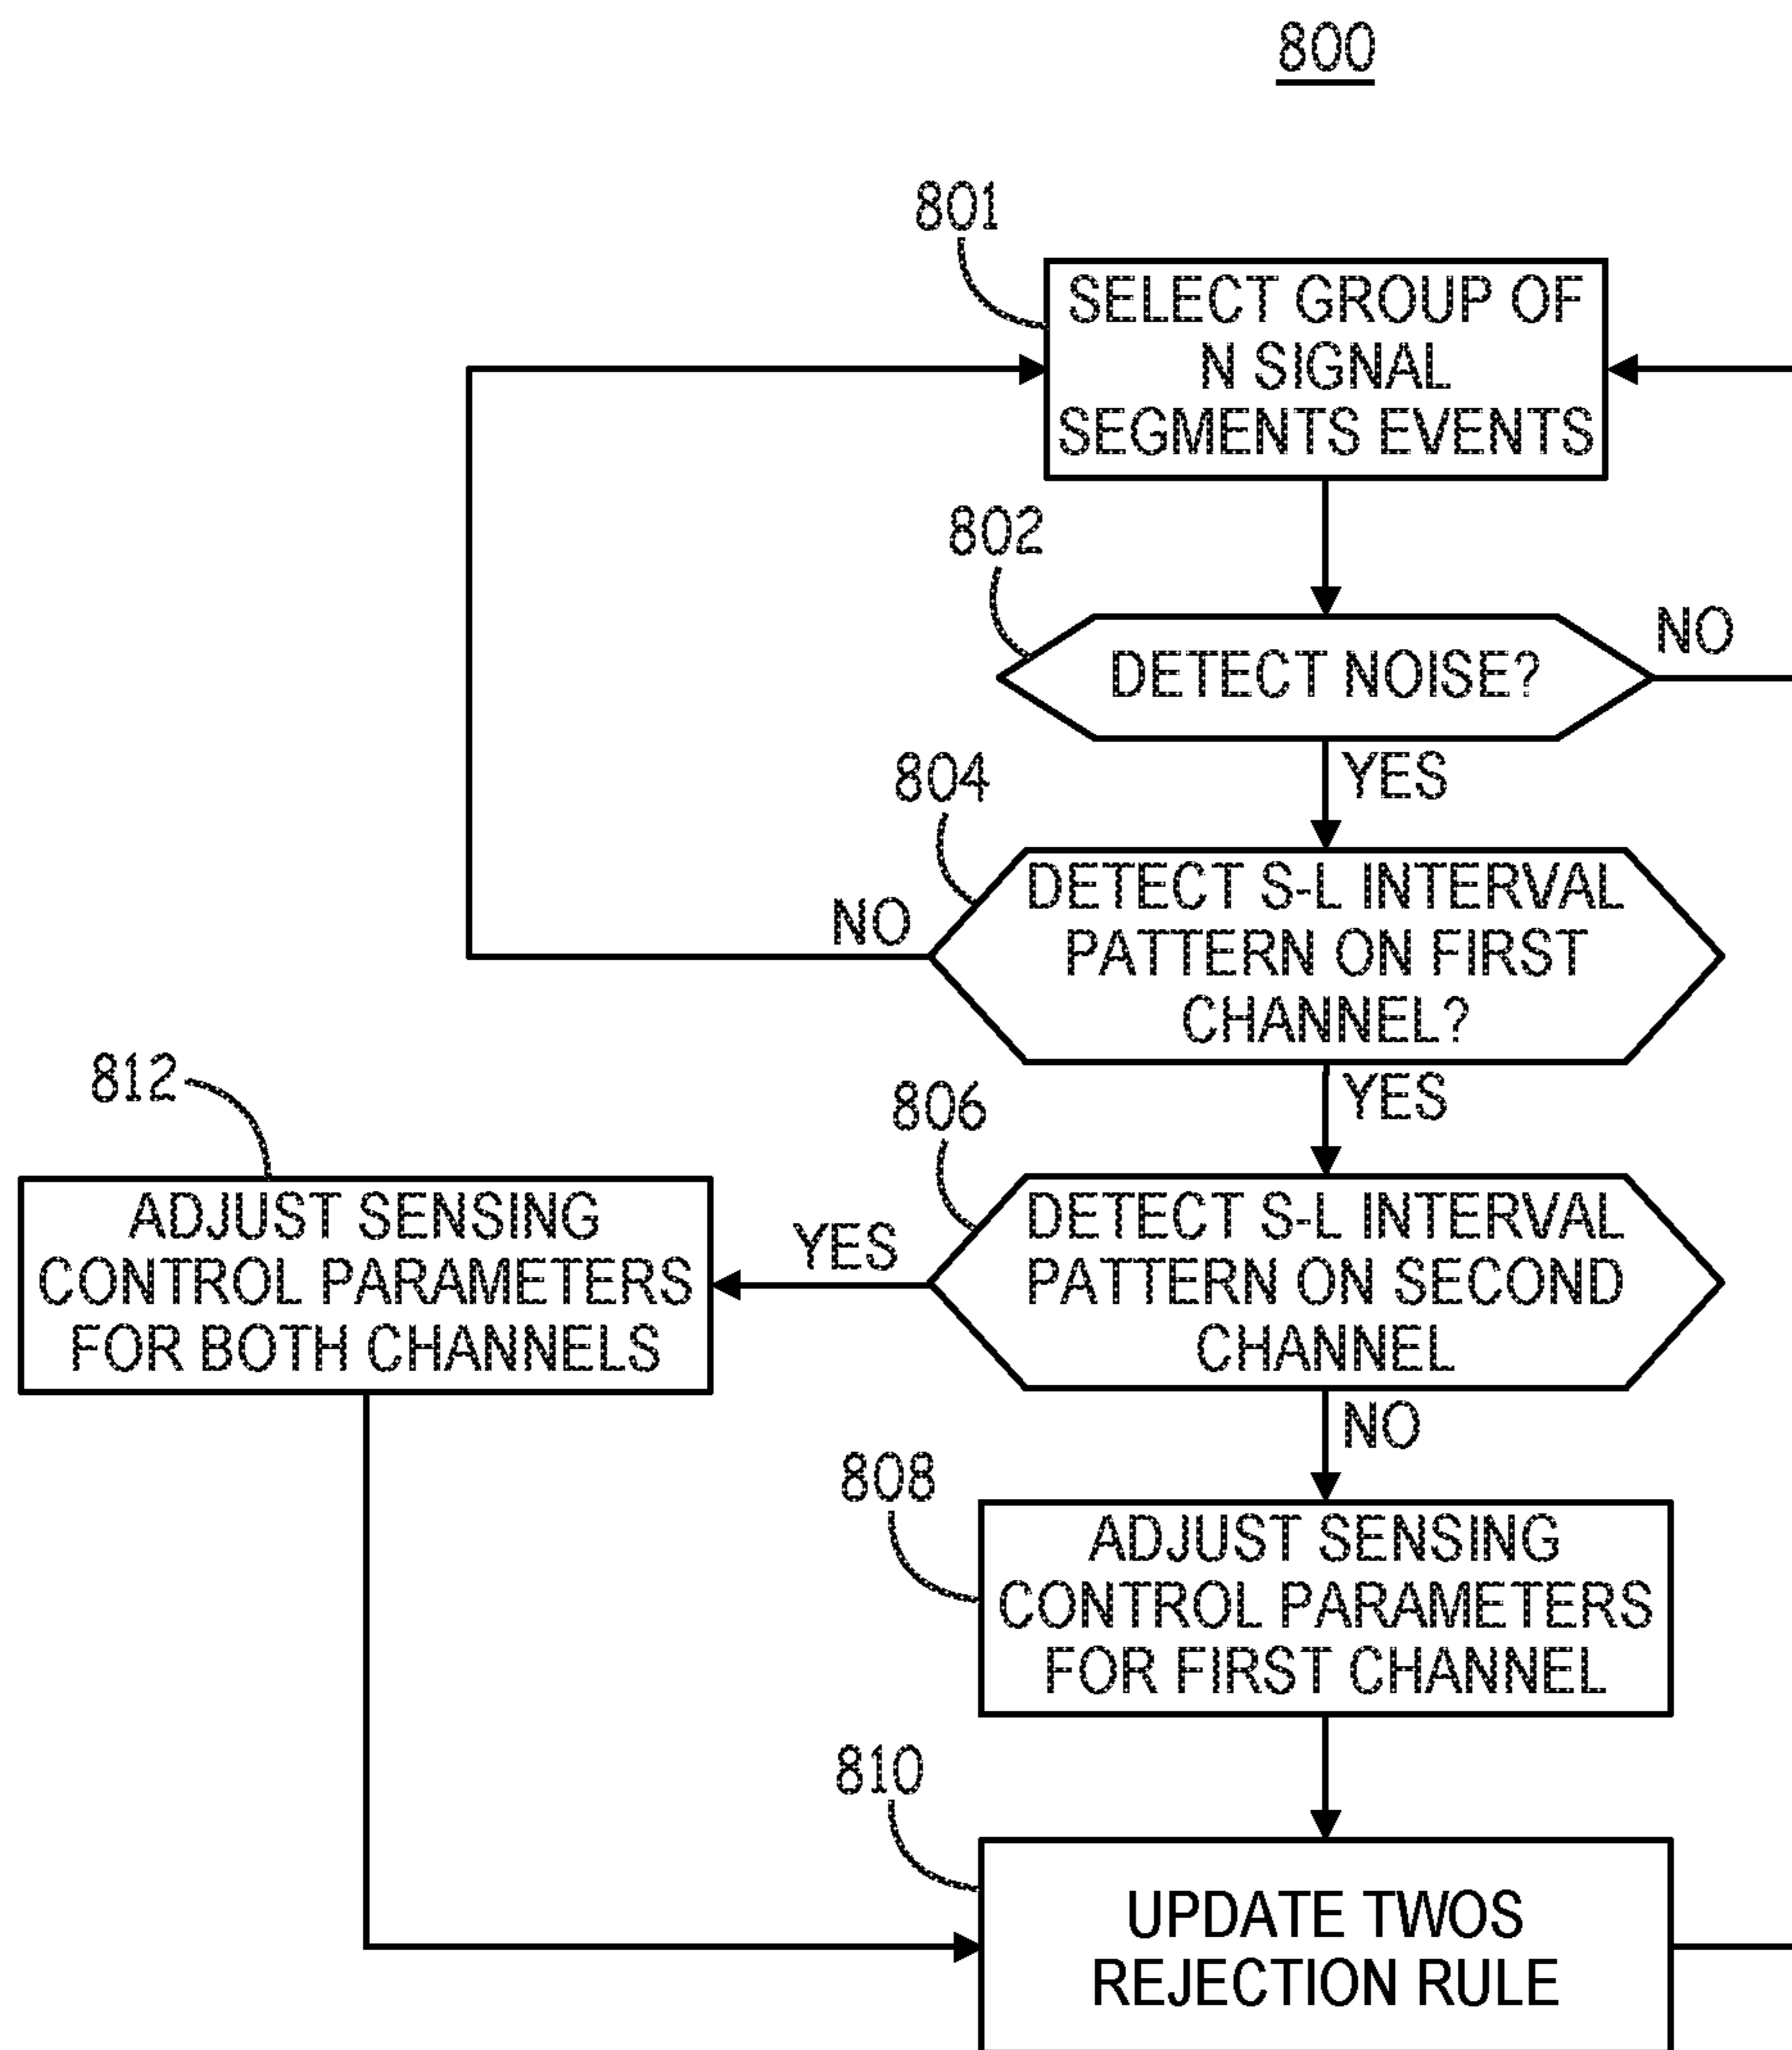 800
801
SELECT GROUP OF
N SIGNAL
SEGMENTS EVENTS
802
DETECT NOISE?
NO
YES
804
DETECT S-L INTERVAL
PATTERN ON FIRST
CHANNEL?
NO
YES
812
806
ADJUST SENSING
CONTROL PARAMETERS
FOR BOTH CHANNELS
YES
DETECT S-L INTERVAL
PATTERN ON SECOND
CHANNEL
NO
808
ADJUST SENSING
CONTROL PARAMETERS
FOR FIRST CHANNEL
810
UPDATE TWOS
REJECTION RULE